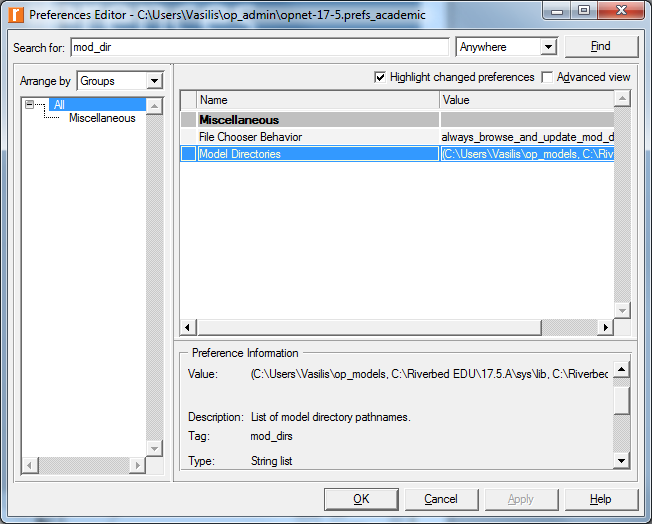 Preferences Editor - C:\Users\Vasilis\op_admin\opnet-17-5.prefs_academic
Search for: mod_dir Anywhere Find
Arrange by Groups
Highlight changed preferences Advanced view
All
Miscellaneous
Name Value
Miscellaneous
File Chooser Behavior always_browse_and_update_mod_d
Model Directories (C:\Users\Vasilis\op_models, C:\Riverb
Preference Information
Value: (C:\Users\Vasilis\op_models, C:\Riverbed EDU\17.5.A\sys\lib, C:\Riverbed
Description: List of model directory pathnames.
Tag: mod_dirs
Type: String list
OK Cancel Apply Help